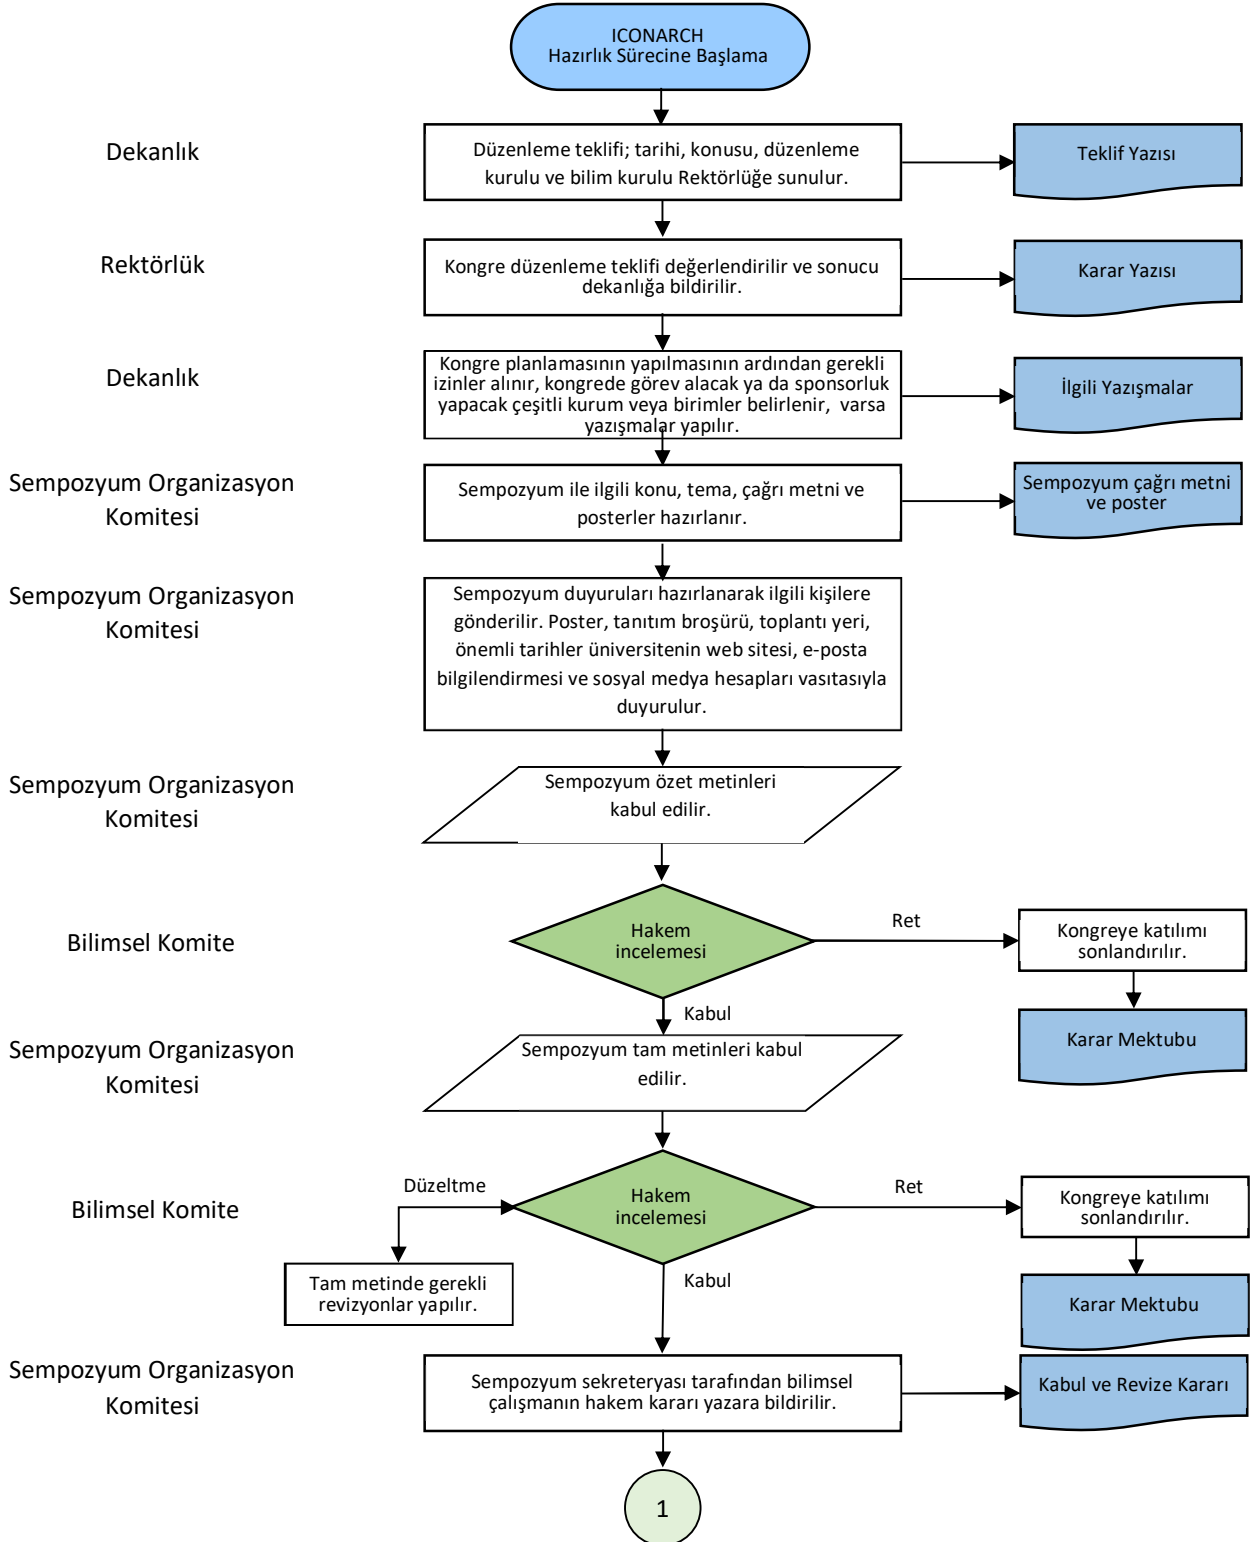 ICONARCH
Hazırlık Sürecine Başlama
Dekanlık
Düzenleme teklifi; tarihi, konusu, düzenleme
kurulu ve bilim kurulu Rektörlüğe sunulur.
Teklif Yazısı
Rektörlük
Kongre düzenleme teklifi değerlendirilir ve sonucu
dekanlığa bildirilir.
Karar Yazısı
Dekanlık
Kongre planlamasının yapılmasının ardından gerekli
izinler alınır, kongrede görev alacak ya da sponsorluk
yapacak çeşitli kurum veya birimler belirlenir, varsa
yazışmalar yapılır.
İlgili Yazışmalar
Sempozyum Organizasyon
Komitesi
Sempozyum ile ilgili konu, tema, çağrı metni ve
posterler hazırlanır.
Sempozyum çağrı metni
ve poster
Sempozyum Organizasyon
Komitesi
Sempozyum duyuruları hazırlanarak ilgili kişilere
gönderilir. Poster, tanıtım broşürü, toplantı yeri,
önemli tarihler üniversitenin web sitesi, e-posta
bilgilendirmesi ve sosyal medya hesapları vasıtasıyla
duyurulur.
Sempozyum Organizasyon
Komitesi
Sempozyum özet metinleri
kabul edilir.
Bilimsel Komite
Hakem
incelemesi
Ret
Kongreye katılımı
sonlandırılır.
Kabul
Karar Mektubu
Sempozyum Organizasyon
Komitesi
Sempozyum tam metinleri kabul
edilir.
Bilimsel Komite
Düzeltme
Hakem
incelemesi
Ret
Kongreye katılımı
sonlandırılır.
Tam metinde gerekli
revizyonlar yapılır.
Kabul
Karar Mektubu
Sempozyum Organizasyon
Komitesi
Sempozyum sekreteryası tarafından bilimsel
çalışmanın hakem kararı yazara bildirilir.
Kabul ve Revize Kararı
1